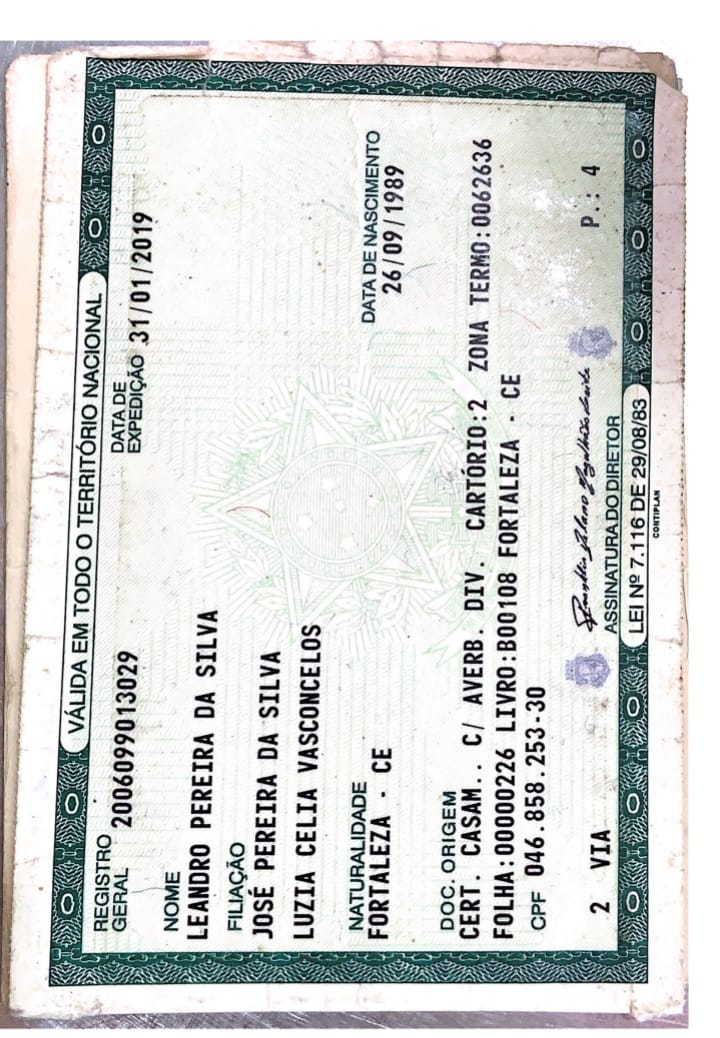 VÁLIDA EM TODO O TERRITÓRIO NACIONAL
REGISTRO GERAL 2006099013029
DATA DE EXPEDIÇÃO 31/01/2019
NOME
LEANDRO PEREIRA DA SILVA
FILIAÇÃO
JOSÉ PEREIRA DA SILVA
LUZIA CELIA VASCONCELOS
NATURALIDADE
FORTALEZA - CE
DATA DE NASCIMENTO
26/09/1989
DOC. ORIGEM
CERT. CASAM.. C/ AVERB. DIV. CARTÓRIO:2 ZONA TERMO:0062636
FOLHA:00000226 LIVRO:B00108 FORTALEZA - CE
CPF 046.858.253-30
2 VIA
P.: 4
ASSINATURA DO DIRETOR
LEI Nº 7.116 DE 29/08/83
CONTIPLAN